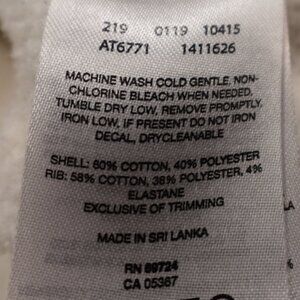 219 0119 10415
AT6771 1411626
MACHINE WASH COLD GENTLE, NON-
CHLORINE BLEACH WHEN NEEDED,
TUMBLE DRY LOW, REMOVE PROMPTLY,
IRON LOW, IF PRESENT DO NOT IRON
DECAL, DRYCLEANABLE
SHELL: 60% COTTON, 40% POLYESTER
RIB: 58% COTTON, 38% POLYESTER, 4%
ELASTANE
EXCLUSIVE OF TRIMMING
MADE IN SRI LANKA
RN 69724
CA 05367